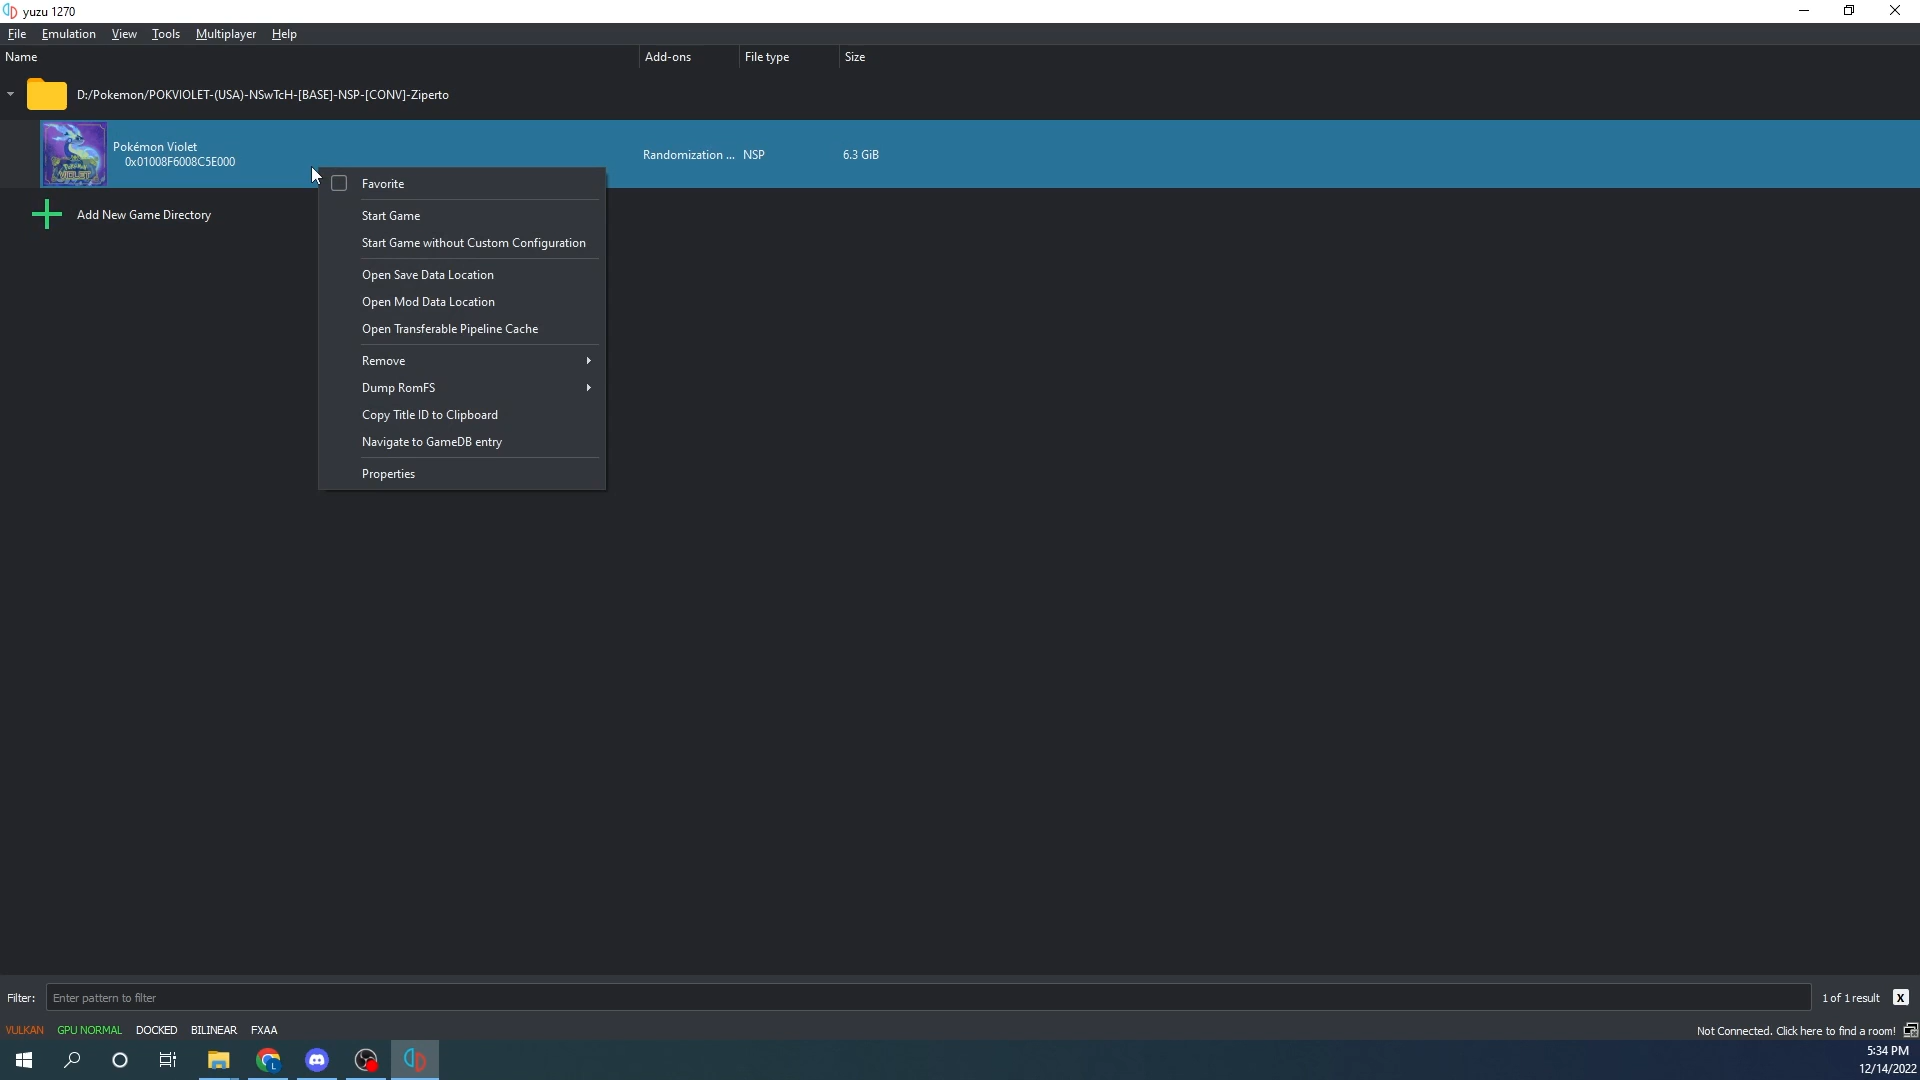 yuzu 1270
File Emulation View Tools Multiplayer Help
Name Add-ons File type Size
D:/Pokemon/POKVIOLET-(USA)-NSwTcH-[BASE]-NSP-[CONV]-Ziperto
Pokémon Violet
0x01008F6008C5E000
Randomization ... NSP 6.3 GiB
Add New Game Directory
Favorite
Start Game
Start Game without Custom Configuration
Open Save Data Location
Open Mod Data Location
Open Transferable Pipeline Cache
Remove
Dump RomFS
Copy Title ID to Clipboard
Navigate to GameDB entry
Properties
Filter: Enter pattern to filter 1 of 1 result X
VULKAN GPU NORMAL DOCKED BILINEAR FXAA Not Connected. Click here to find a room!
5:34 PM
12/14/2022